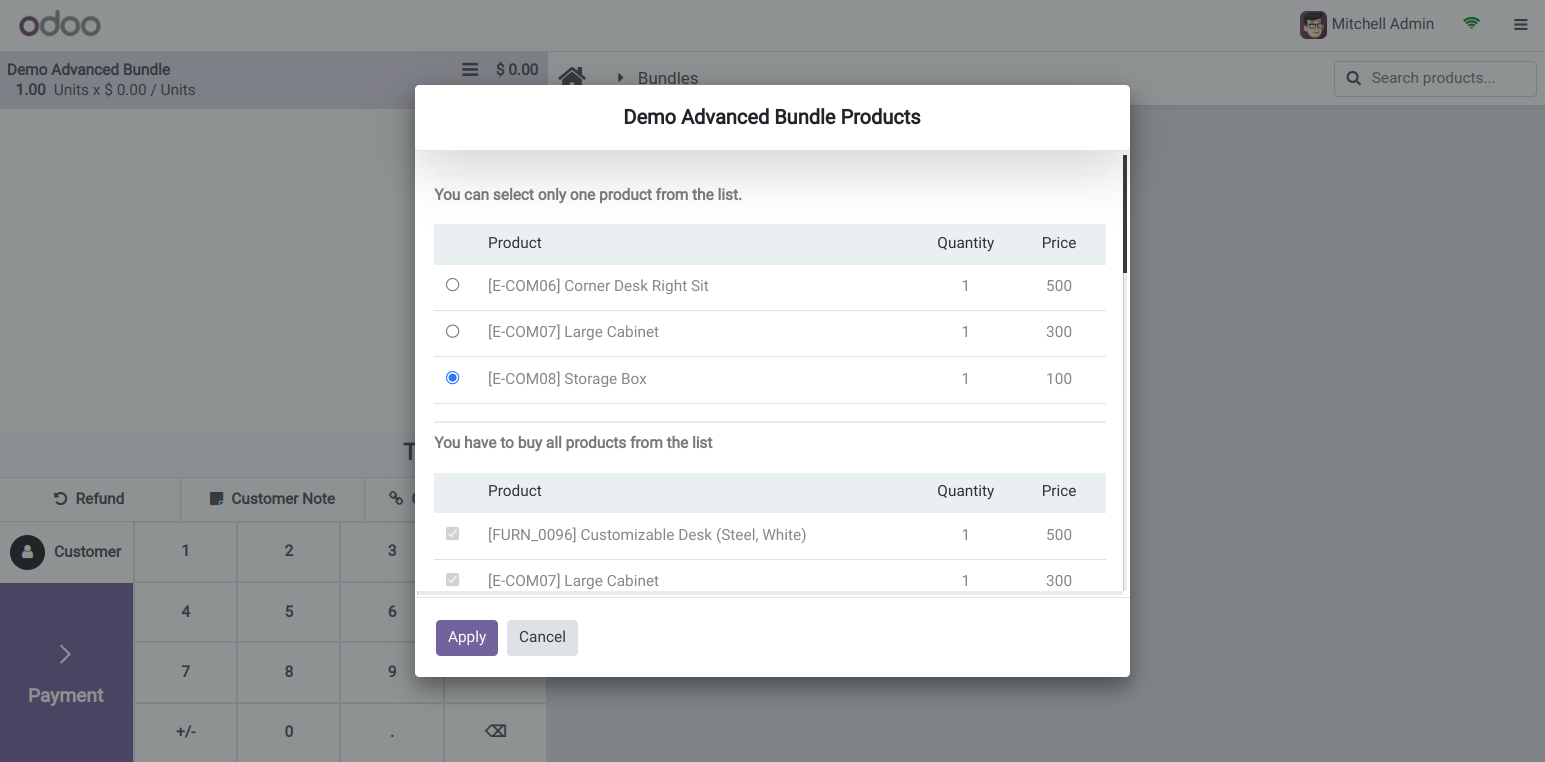 odoo
Mitchell Admin
Demo Advanced Bundle $ 0.00
1.00 Units x $ 0.00 / Units
Bundles
Search products...
Demo Advanced Bundle Products
You can select only one product from the list.
Product Quantity Price
[E-COM06] Corner Desk Right Sit 1 500
[E-COM07] Large Cabinet 1 300
[E-COM08] Storage Box 1 100
You have to buy all products from the list
Product Quantity Price
[FURN_0096] Customizable Desk (Steel, White) 1 500
[E-COM07] Large Cabinet 1 300
Apply Cancel
Refund Customer Note
Customer
1 2 3
4 5 6
7 8 9
+/- 0 .
Payment